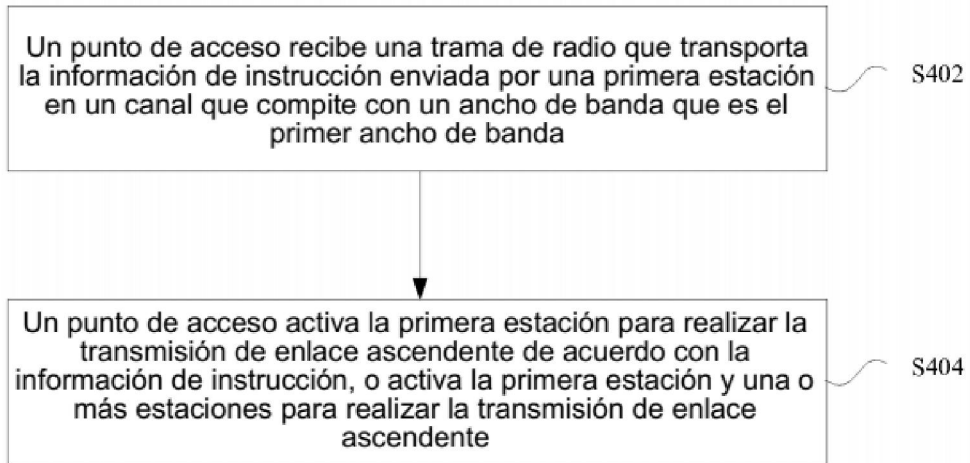 Un punto de acceso recibe una trama de radio que transporta
la información de instrucción enviada por una primera estación
en un canal que compite con un ancho de banda que es el
primer ancho de banda
S402
Un punto de acceso activa la primera estación para realizar la
transmisión de enlace ascendente de acuerdo con la
información de instrucción, o activa la primera estación y una o
más estaciones para realizar la transmisión de enlace
ascendente
S404